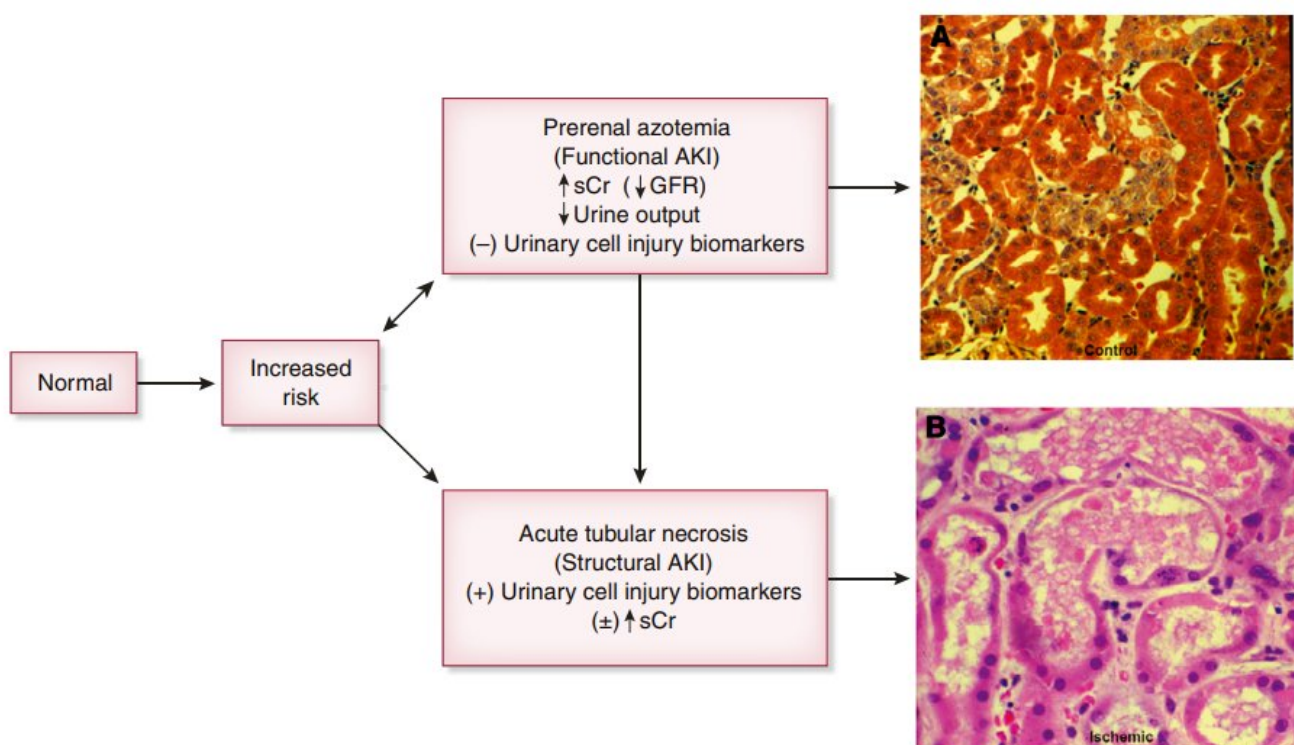 Normal
Increased
risk
Prerenal azotemia
(Functional AKI)
↑sCr (↓GFR)
↓Urine output
(–) Urinary cell injury biomarkers
Acute tubular necrosis
(Structural AKI)
(+) Urinary cell injury biomarkers
(±)↑sCr
A
Control
B
Ischemic